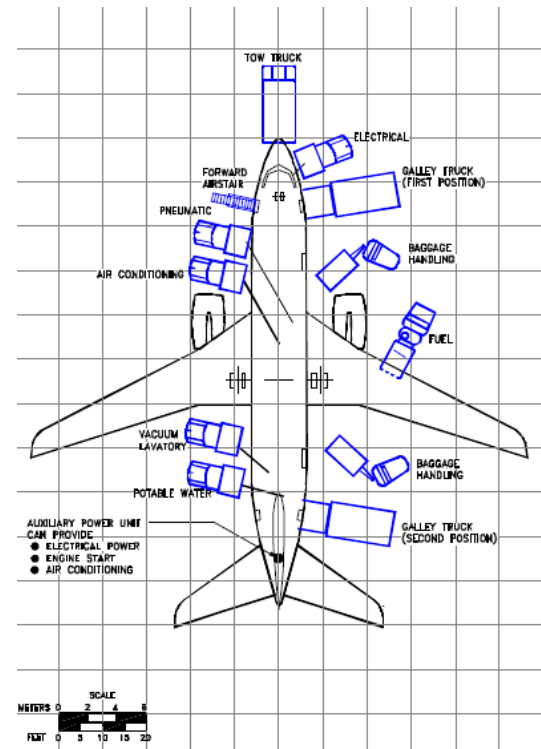 TOW TRUCK
ELECTRICAL
FORWARD
AIRSTAIR
GALLEY TRUCK
(FIRST POSITION)
PNEUMATIC
BAGGAGE
HANDLING
AIR CONDITIONING
FUEL
VACUUM
LAVATORY
BAGGAGE
HANDLING
POTABLE WATER
AUXILIARY POWER UNIT
CAN PROVIDE
● ELECTRICAL POWER
● ENGINE START
● AIR CONDITIONING
GALLEY TRUCK
(SECOND POSITION)
SCALE
METERS 0 2 4 6
FEET 0 5 10 15 20